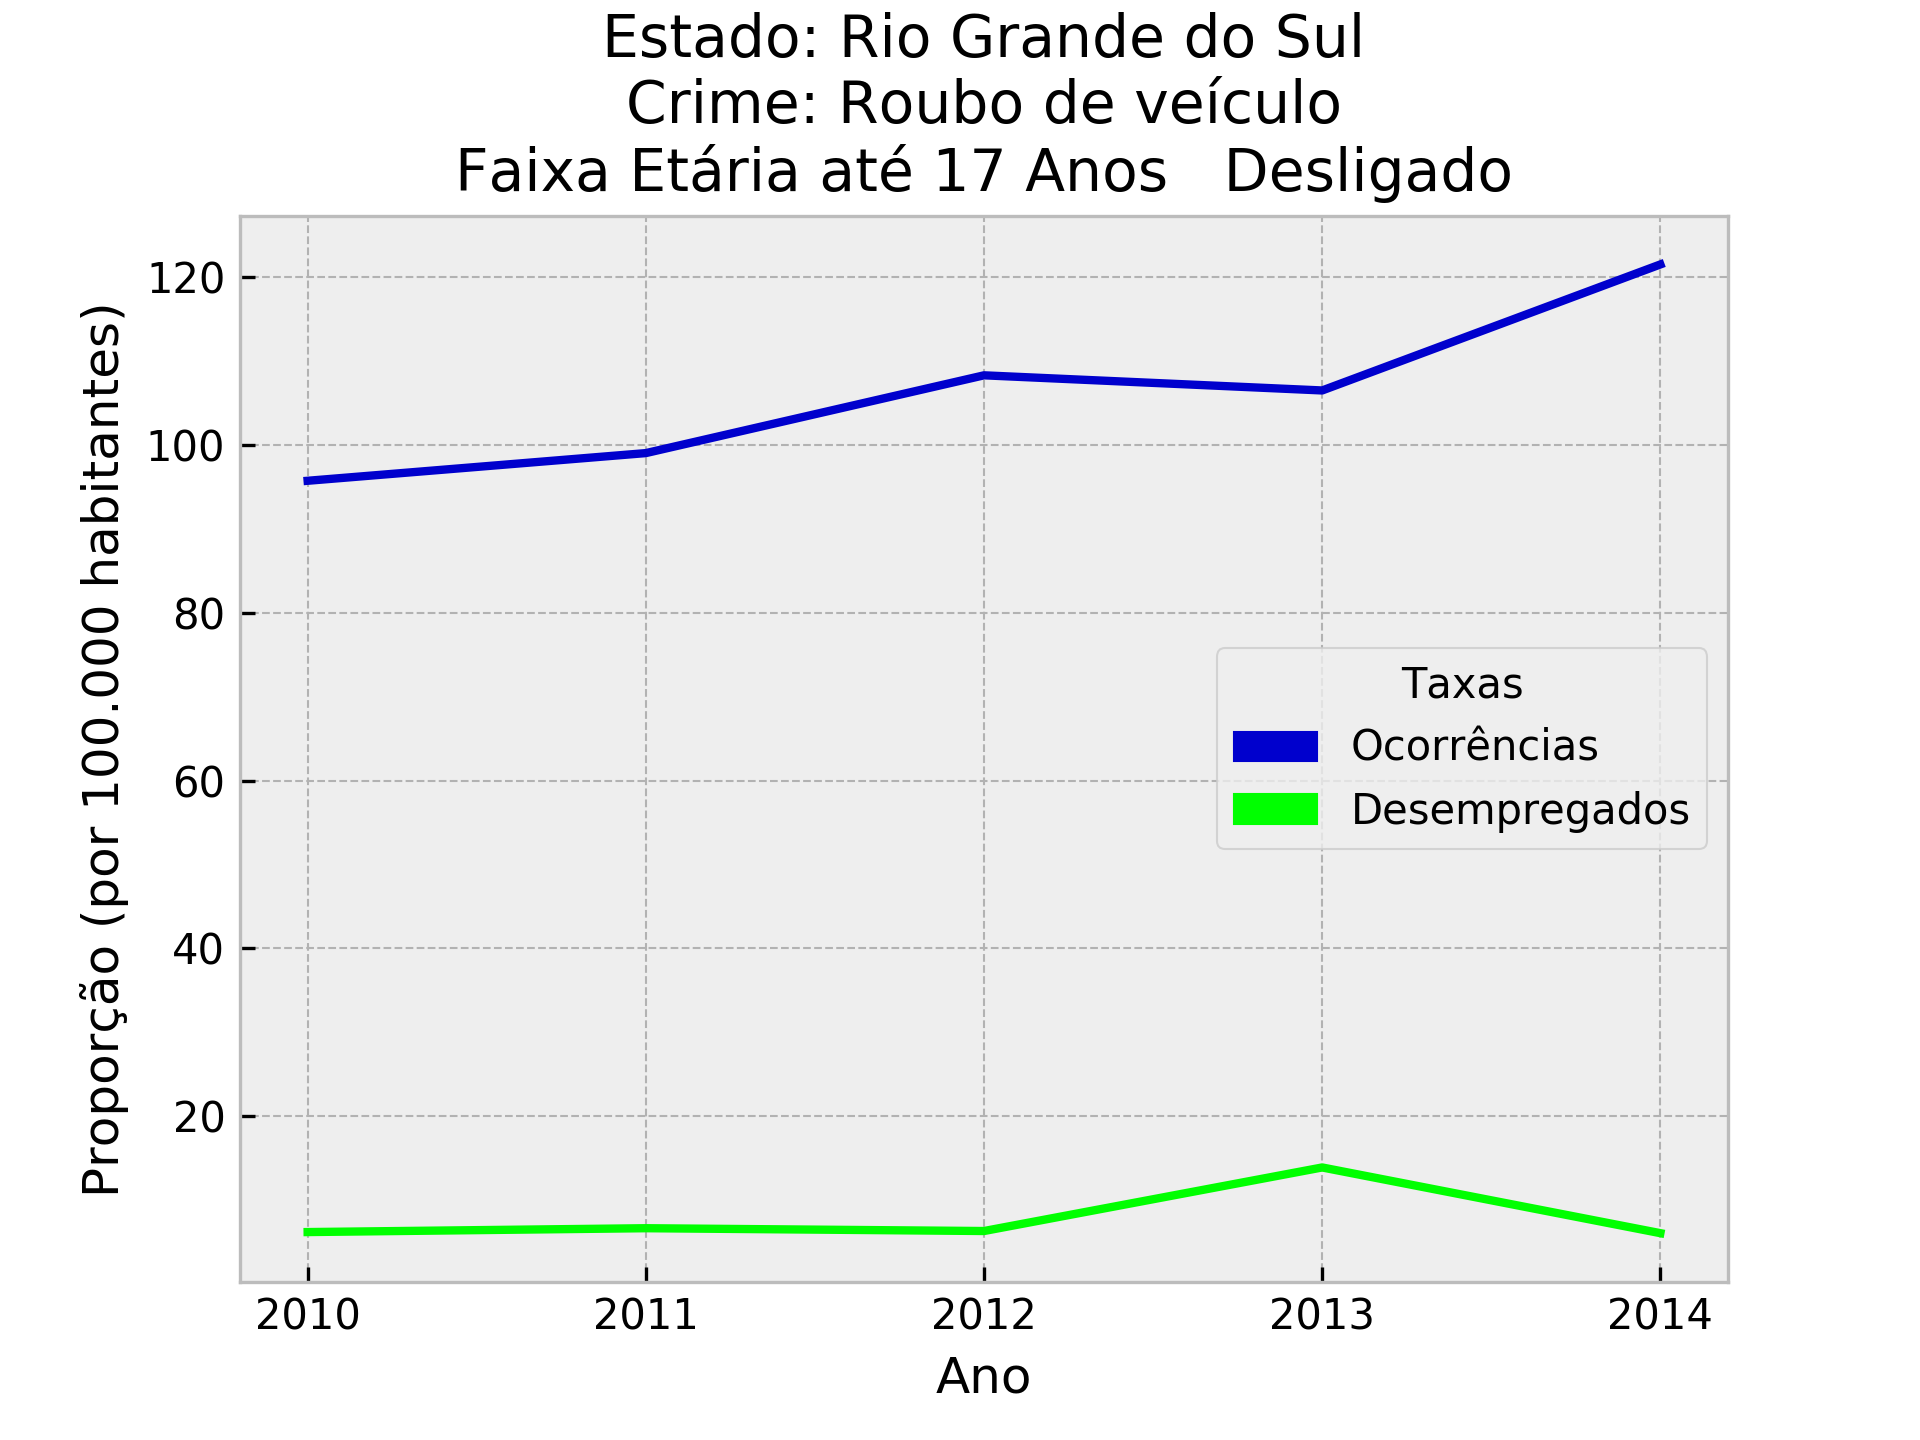 Estado: Rio Grande do Sul
Crime: Roubo de veículo
Faixa Etária até 17 Anos   Desligado
Proporção (por 100.000 habitantes)
120
100
80
60
40
20
Taxas
Ocorrências
Desempregados
2010
2011
2012
2013
2014
Ano